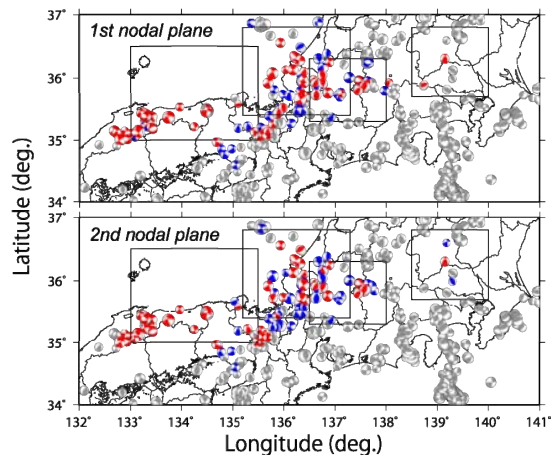 37°
1st nodal plane
36°
35°
34°
37°
2nd nodal plane
36°
35°
34°
132° 133° 134° 135° 136° 137° 138° 139° 140° 141°
Latitude (deg.)
Longitude (deg.)